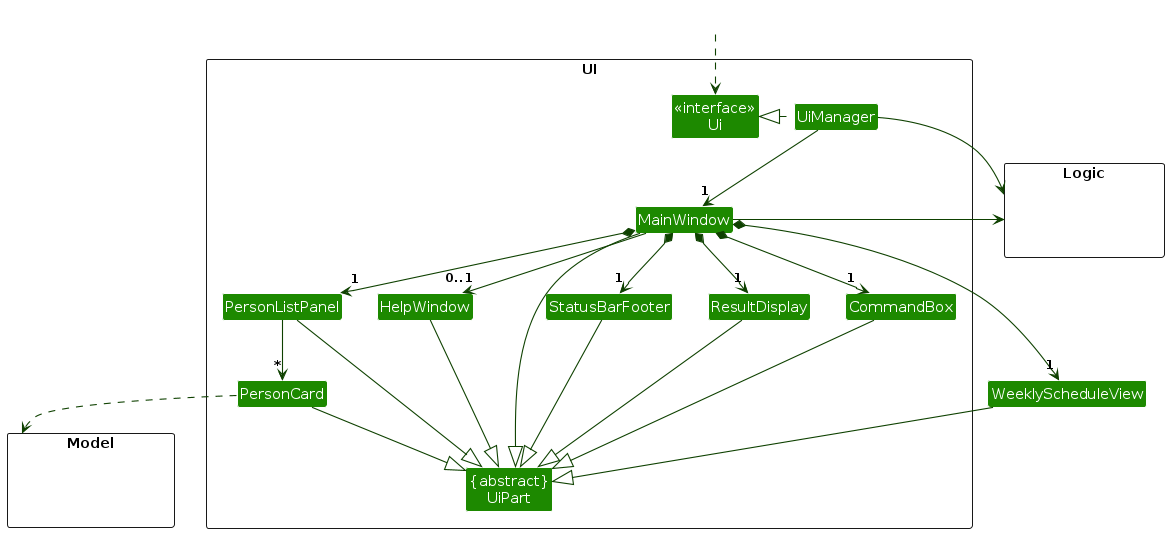 UI
«interface»
Ui
UiManager
Logic
1
MainWindow
1
0..1
1
1
1
PersonListPanel
HelpWindow
StatusBarFooter
ResultDisplay
CommandBox
*
1
PersonCard
WeeklyScheduleView
Model
{abstract}
UiPart